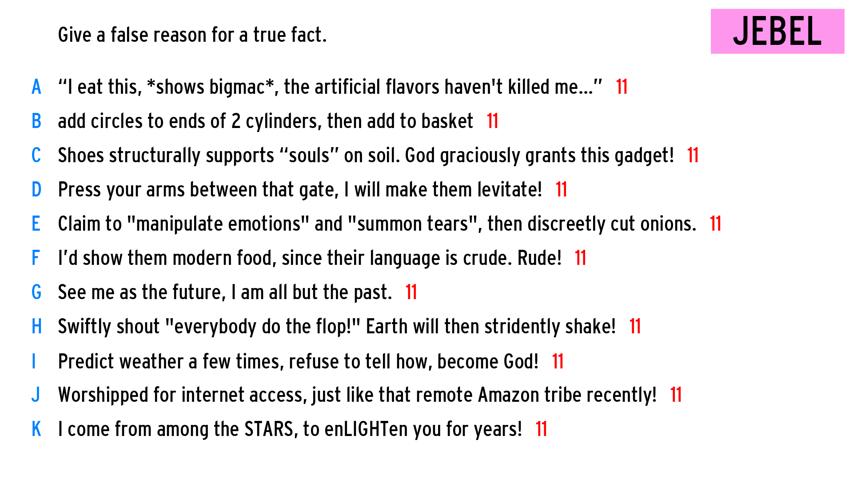 Give a false reason for a true fact.
JEBEL
A “I eat this, *shows bigmac*, the artificial flavors haven't killed me...” 11
B add circles to ends of 2 cylinders, then add to basket 11
C Shoes structurally supports “souls” on soil. God graciously grants this gadget! 11
D Press your arms between that gate, I will make them levitate! 11
E Claim to "manipulate emotions" and "summon tears", then discreetly cut onions. 11
F I’d show them modern food, since their language is crude. Rude! 11
G See me as the future, I am all but the past. 11
H Swiftly shout "everybody do the flop!" Earth will then stridently shake! 11
I Predict weather a few times, refuse to tell how, become God! 11
J Worshipped for internet access, just like that remote Amazon tribe recently! 11
K I come from among the STARS, to enLIGHTen you for years! 11